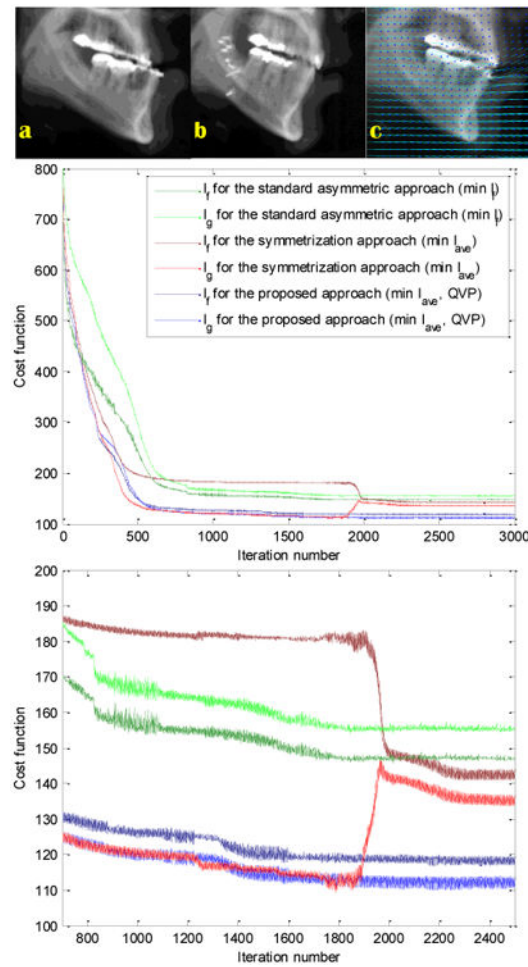 a
b
c
800
700
600
500
400
300
200
100
Cost function
I_f for the standard asymmetric approach (min I_f)
I_g for the standard asymmetric approach (min I_f)
I_f for the symmetrization approach (min I_ave)
I_g for the symmetrization approach (min I_ave)
I_f for the proposed approach (min I_ave, QVP)
I_g for the proposed approach (min I_ave, QVP)
0
500
1000
1500
2000
2500
3000
Iteration number
200
190
180
170
160
150
140
130
120
110
100
Cost function
800
1000
1200
1400
1600
1800
2000
2200
2400
Iteration number